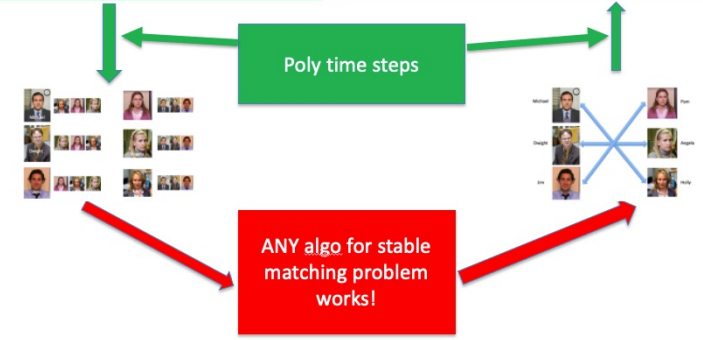 Poly time steps
Michael
Pam
Dwight
Angela
Jim
Holly
ANY algo for stable
matching problem
works!